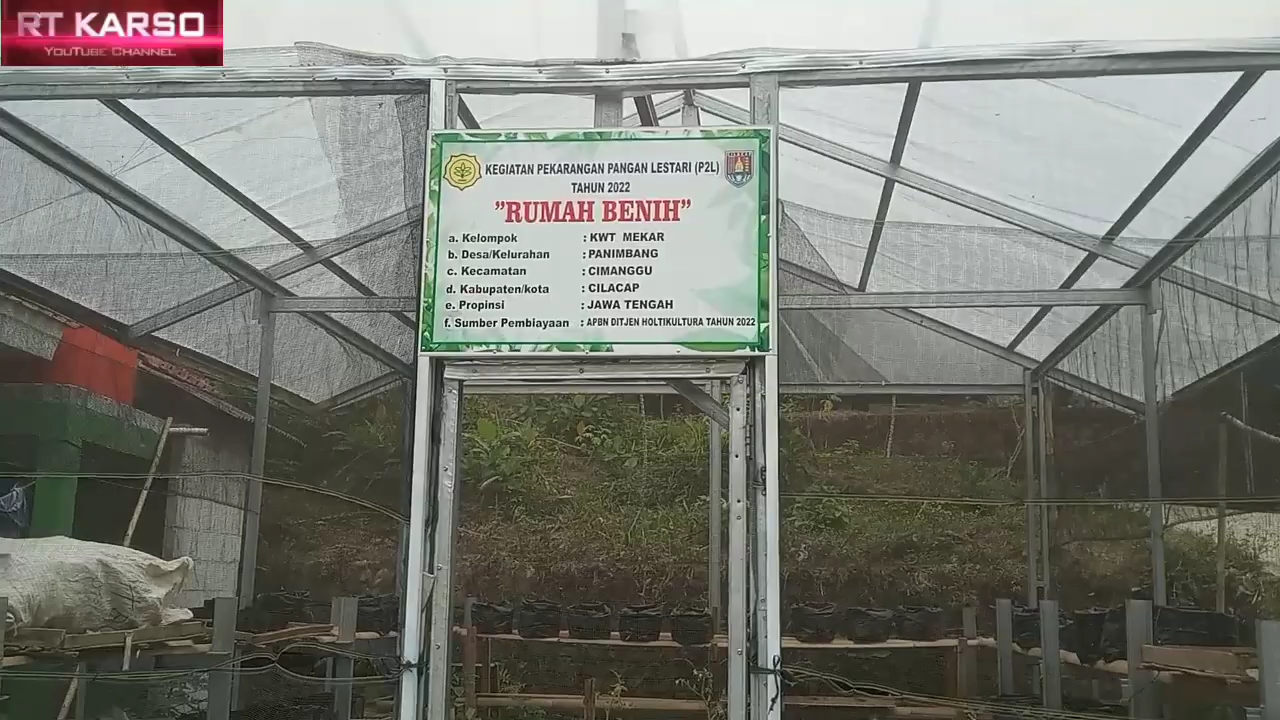 RT KARSO
YOUTUBE CHANNEL
KEGIATAN PEKARANGAN PANGAN LESTARI (P2L)
TAHUN 2022
"RUMAH BENIH"
a. Kelompok : KWT MEKAR
b. Desa/Kelurahan : PANIMBANG
c. Kecamatan : CIMANGGU
d. Kabupaten/kota : CILACAP
e. Propinsi : JAWA TENGAH
f. Sumber Pembiayaan : APBN DITJEN HOLTIKULTURA TAHUN 2022